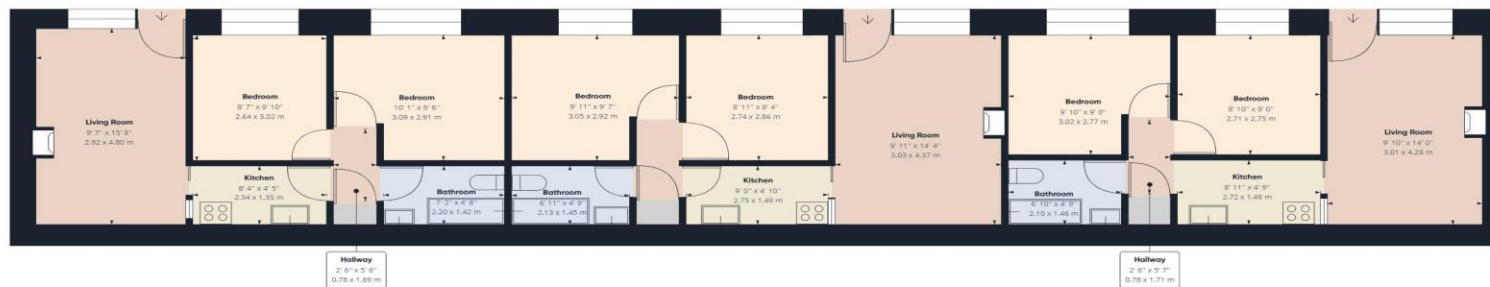 Living Room
9' 7" x 15' 8"
2.92 x 4.80 m
Bedroom
8' 7" x 9' 10"
2.64 x 3.02 m
Bedroom
10' 1" x 9' 6"
3.09 x 2.91 m
Bedroom
9' 11" x 9' 7"
3.05 x 2.92 m
Bedroom
8' 11" x 9' 4"
2.74 x 2.86 m
Living Room
9' 11" x 14' 4"
3.03 x 4.37 m
Bedroom
9' 10" x 9' 0"
3.02 x 2.77 m
Bedroom
8' 10" x 9' 0"
2.71 x 2.75 m
Living Room
9' 10" x 14' 0"
3.01 x 4.28 m
Kitchen
8' 4" x 4' 5"
2.54 x 1.35 m
Bathroom
7' 2" x 4' 8"
2.20 x 1.42 m
Bathroom
6' 11" x 4' 9"
2.13 x 1.45 m
Kitchen
9' 0" x 4' 10"
2.75 x 1.49 m
Bathroom
6' 10" x 4' 9"
2.10 x 1.46 m
Kitchen
8' 11" x 4' 9"
2.72 x 1.46 m
Hallway
2' 6" x 5' 6"
0.78 x 1.69 m
Hallway
2' 6" x 5' 7"
0.78 x 1.71 m